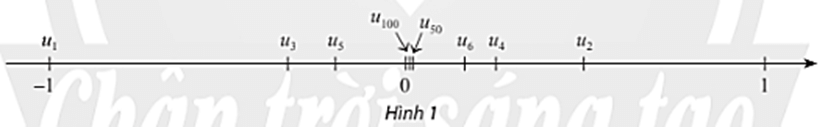 u₁₀₀ u₅₀
u₁ u₃ u₅ u₆ u₄ u₂
−1 0 1
Hình 1
Chân trời sáng tạo